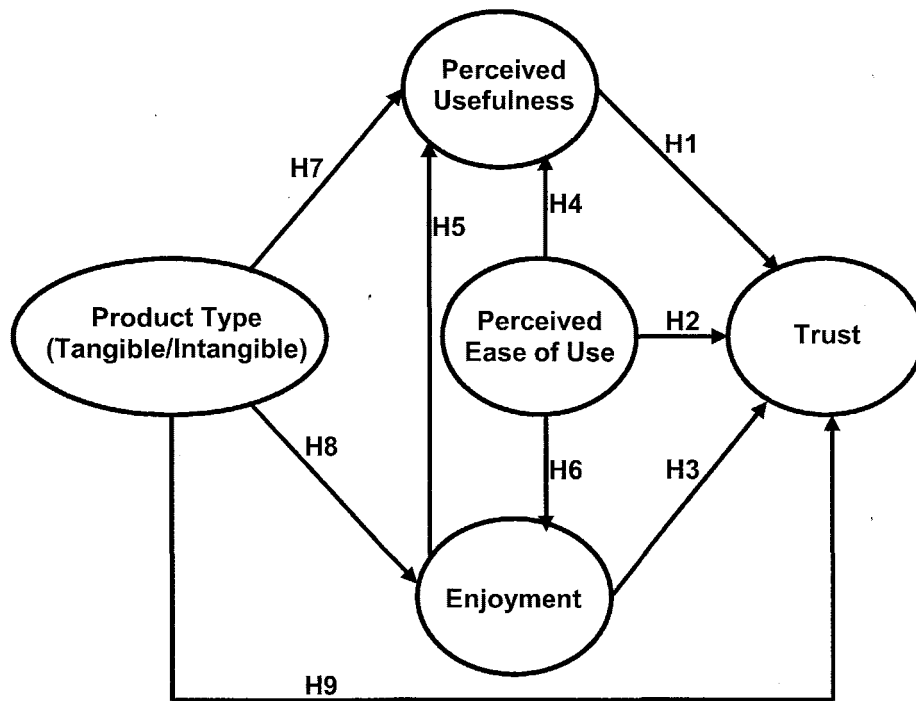 Perceived
Usefulness
H7
H1
H5
H4
Product Type
(Tangible/Intangible)
Perceived
Ease of Use
H2
Trust
H8
H6
H3
Enjoyment
H9